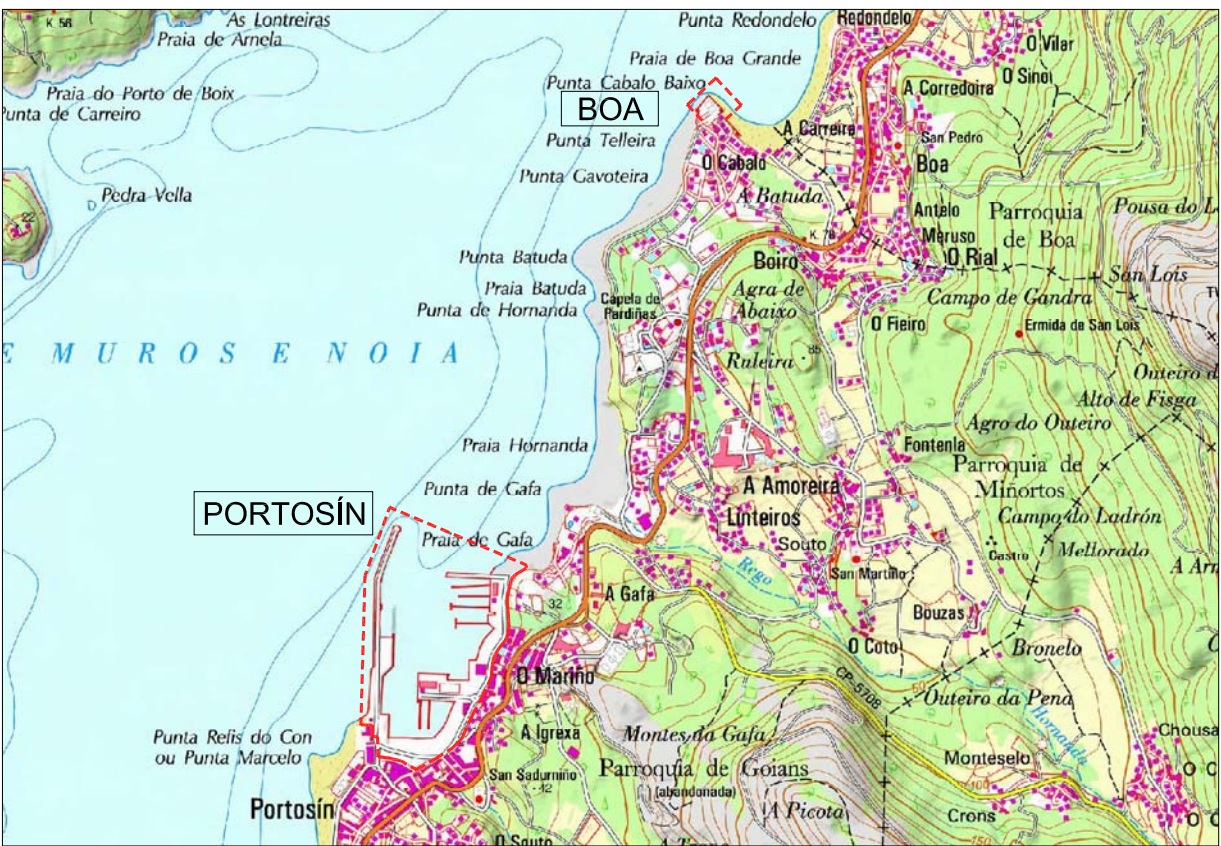 K 56
As Lontreiras
Praia de Arnela
Punta Redondelo
Redondelo
O Vilar
O Sinol
Praia de Boa Grande
Praia do Porto de Boix
Punta de Carreiro
Punta Cabalo Baixo
BOA
A Corredoira
A Carreira
San Pedro
Punta Telleira
O Cabalo
Boa
Punta Gavoteira
Pedra Vella
A Batuda
Antelo
Parroquia
de Boa
22
K. 78
Meruso
O Rial
Punta Batuda
Boiro
San Lois
Praia Batuda
Agra de
Abaixo
Campo de Gandra
Punta de Hornanda
Capela de
Pardiñas
O Fieiro
Ermida de San Lois
E MUROS E NOIA
Ruleira
85
Alto de Fisga
Agro do Outeiro
Praia Hornanda
Fontenla
Parroquia de
Miñortos
Punta de Gafa
A Amoreira
PORTOSÍN
Linteiros
Campo do Ladrón
Praia de Gafa
Souto
Castro
Mellorado
Rego
San Martiño
A Gafa
32
Bouzas
O Coto
Bronelo
O Mariño
CP-5708
Outeiro da Pena
Hornanda
Punta Relis do Con
ou Punta Marcelo
A Igrexa
Montes da Gafa
Chousa
Monteselo
San Sadurniño
Parroquia de Goians
(abandonada)
100
Portosín
A Picota
Crons
O Souto